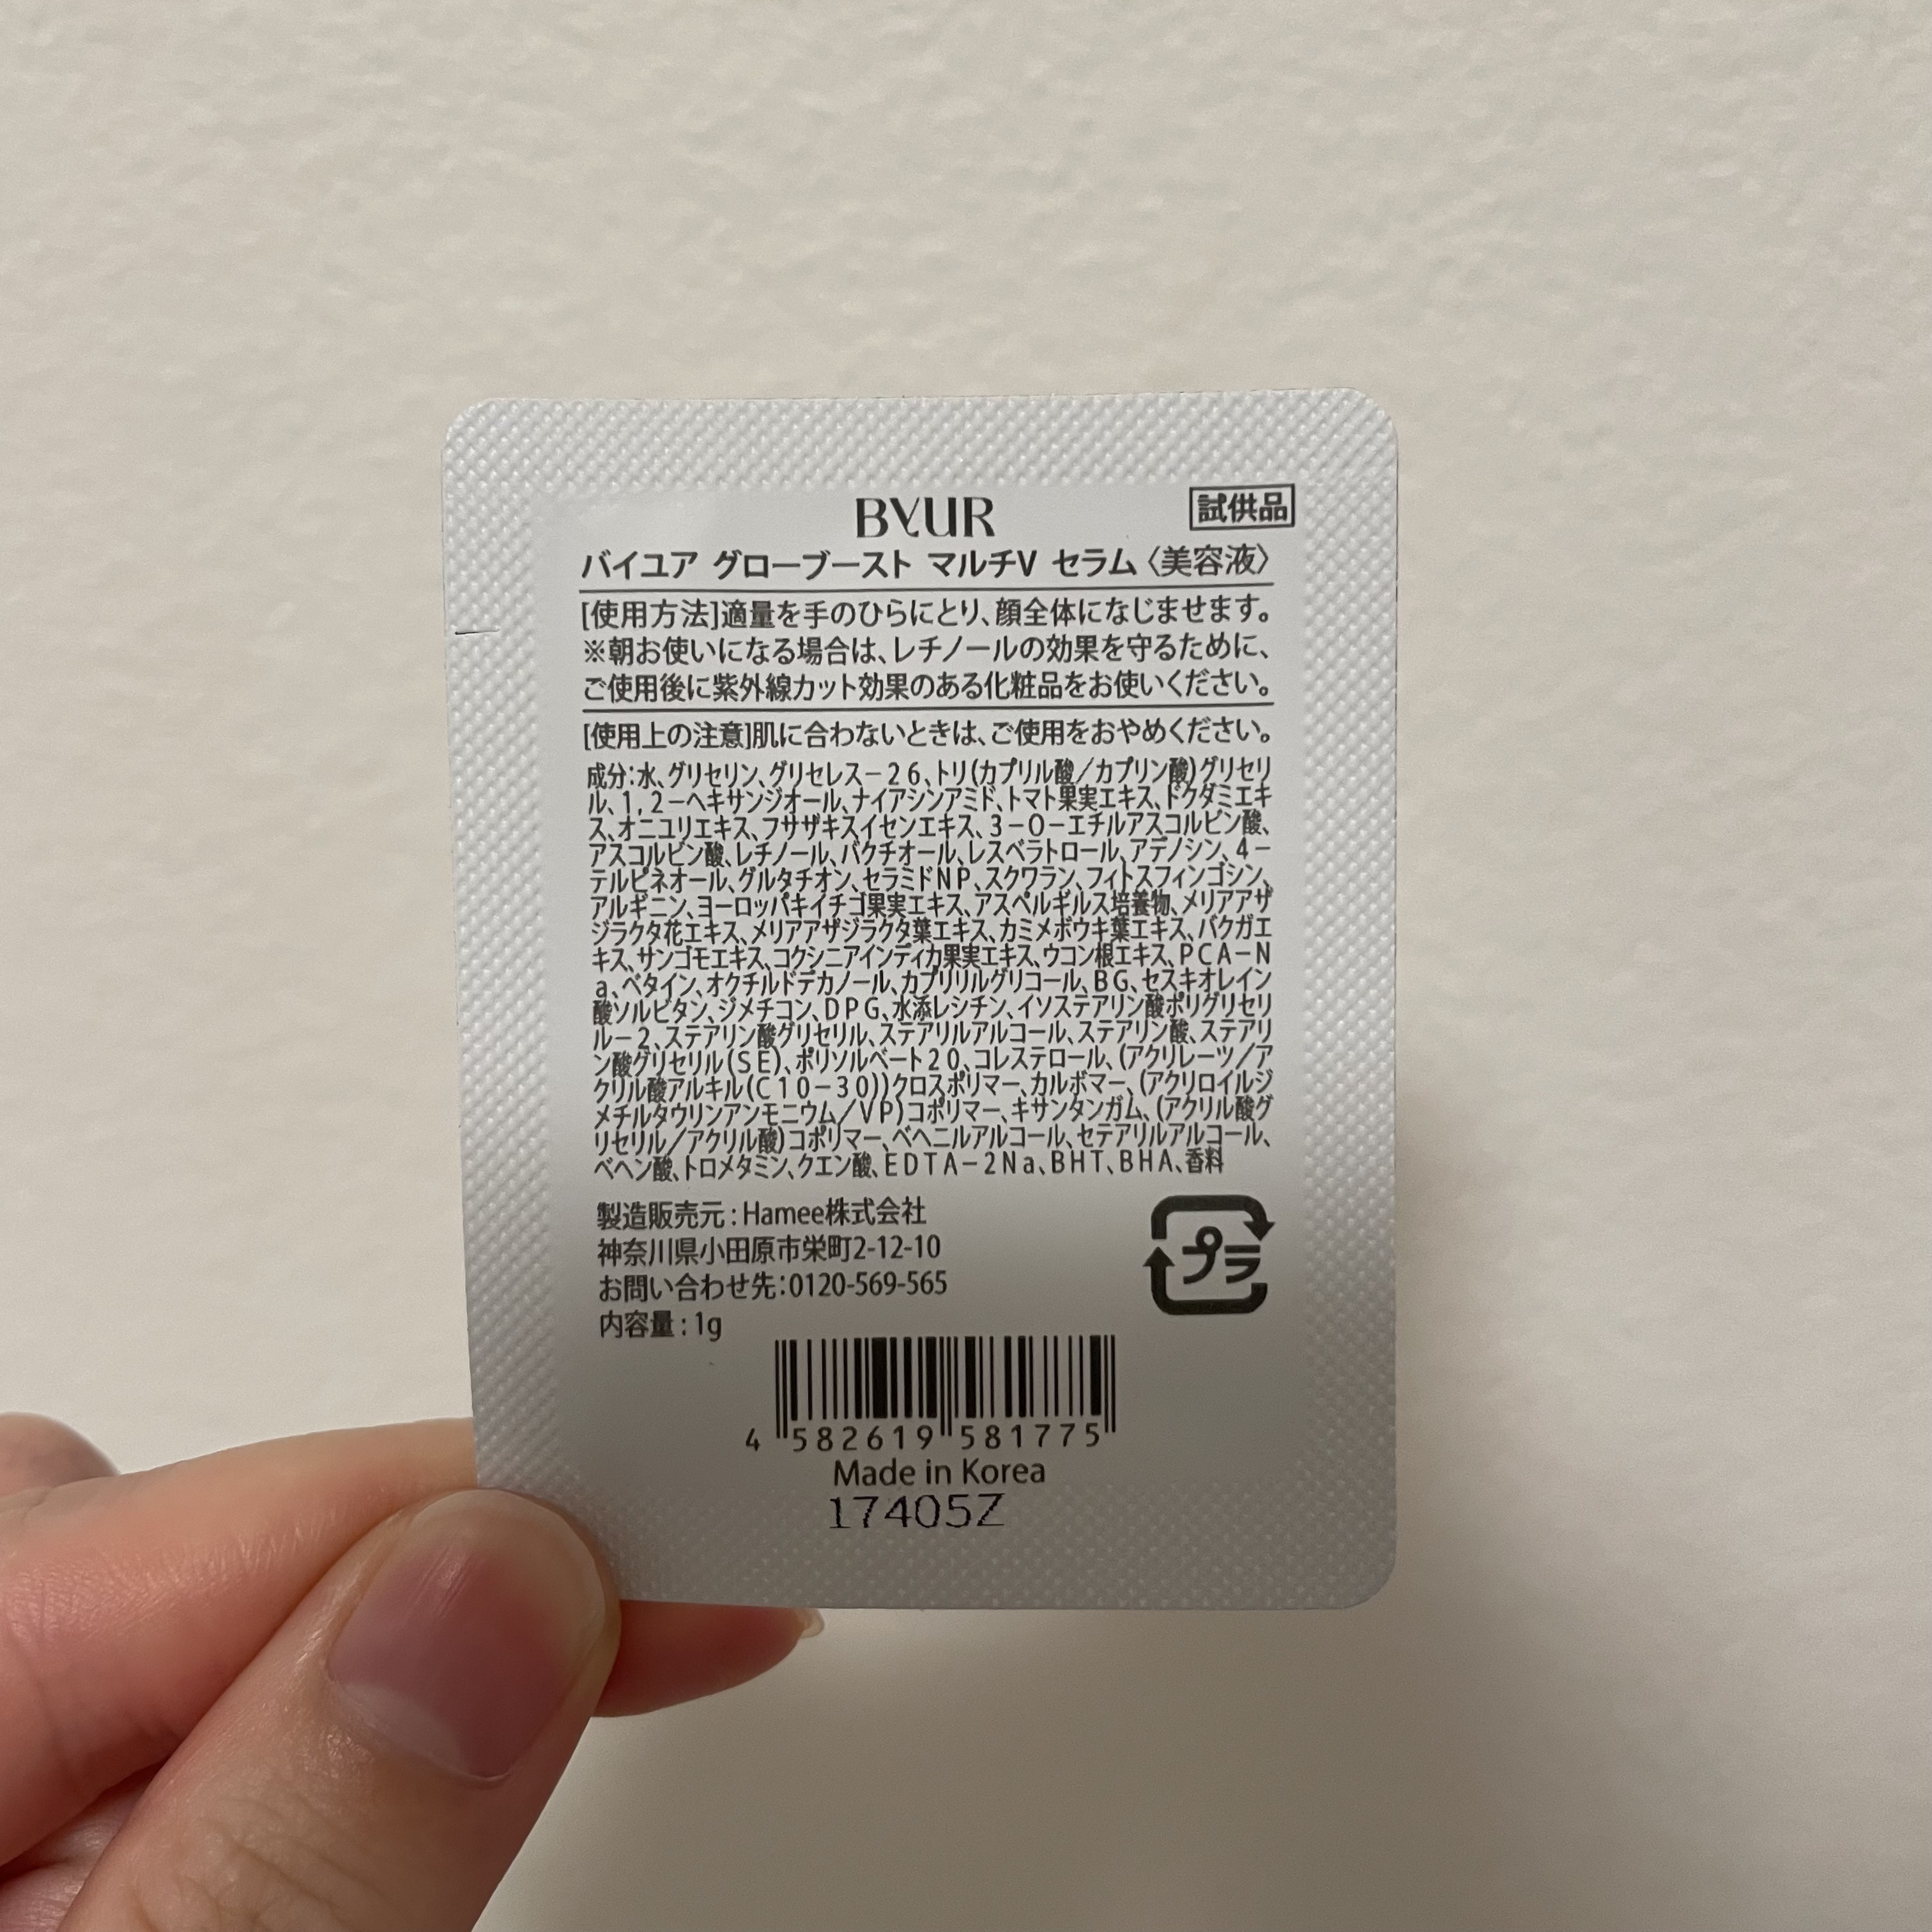 BYUR
試供品
バイユア グローブースト マルチV セラム〈美容液〉
[使用方法]適量を手のひらにとり、顔全体になじませます。
※朝お使いになる場合は、レチノールの効果を守るために、
ご使用後に紫外線カット効果のある化粧品をお使いください。
[使用上の注意]肌に合わないときは、ご使用をおやめください。
成分:水、グリセリン、グリセレス－26、トリ(カプリル酸／カプリン酸)グリセリ
ル、1,2－ヘキサンジオール、ナイアシンアミド、トマト果実エキス、ドクダミエキ
ス、オニユリエキス、フサザキスイセンエキス、3－O－エチルアスコルビン酸、
アスコルビン酸、レチノール、バクチオール、レスベラトロール、アデノシン、4－
テルピネオール、グルタチオン、セラミドNP、スクワラン、フィトスフィンゴシン、
アルギニン、ヨーロッパキイチゴ果実エキス、アスペルギルス培養物、メリアアザ
ジラクタ花エキス、メリアアザジラクタ葉エキス、カミメボウキ葉エキス、バクガエ
キス、サンゴモエキス、コクシニアインディカ果実エキス、ウコン根エキス、PCA－N
a、ベタイン、オクチルドデカノール、カプリリルグリコール、BG、セスキオレイン
酸ソルビタン、ジメチコン、DPG、水添レシチン、イソステアリン酸ポリグリセリ
ル－2、ステアリン酸グリセリル、ステアリルアルコール、ステアリン酸、ステアリ
ン酸グリセリル(SE)、ポリソルベート20、コレステロール、(アクリレーツ／ア
クリル酸アルキル(C10－30))クロスポリマー、カルボマー、(アクリロイルジ
メチルタウリンアンモニウム／VP)コポリマー、キサンタンガム、(アクリル酸グ
リセリル／アクリル酸)コポリマー、ベヘニルアルコール、セテアリルアルコール、
ベヘン酸、トロメタミン、クエン酸、EDTA－2Na、BHT、BHA、香料
製造販売元:Hamee株式会社
神奈川県小田原市栄町2-12-10
お問い合わせ先:0120-569-565
内容量:1g
プラ
4 582619 581775
Made in Korea
17405Z